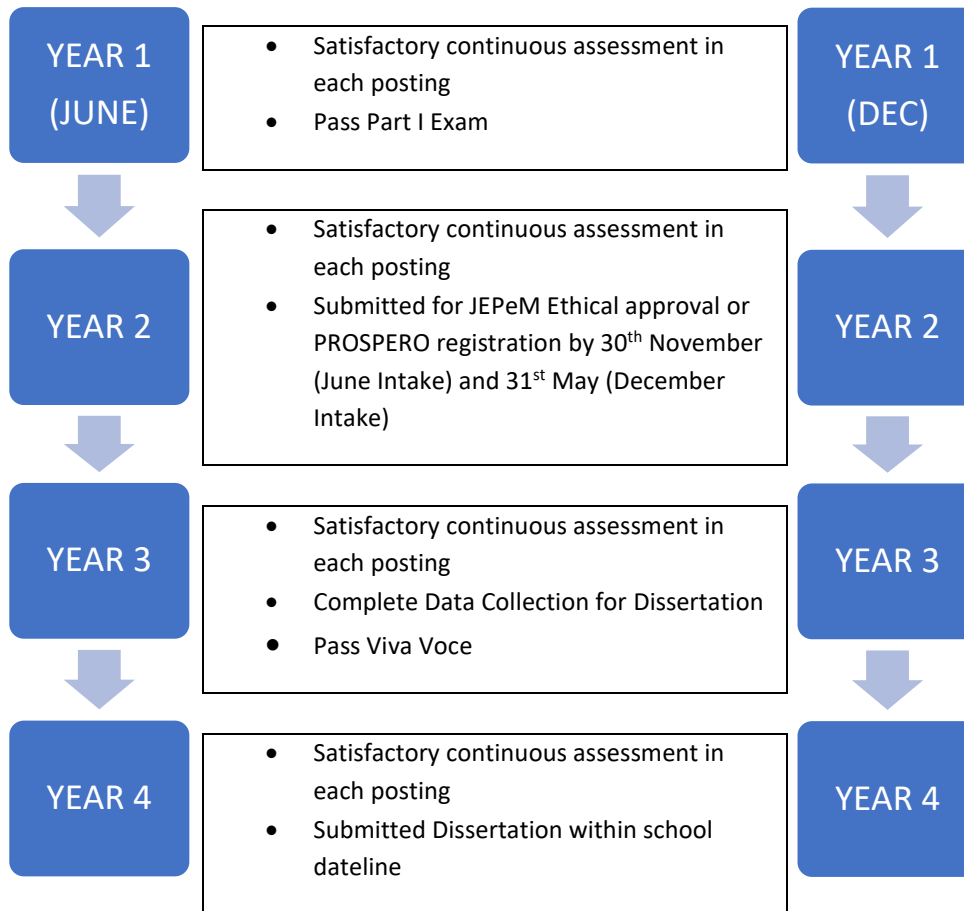 YEAR 1
(JUNE)
• Satisfactory continuous assessment in
each posting
• Pass Part I Exam
YEAR 1
(DEC)
YEAR 2
• Satisfactory continuous assessment in
each posting
• Submitted for JEPeM Ethical approval or
PROSPERO registration by 30th November
(June Intake) and 31st May (December
Intake)
YEAR 2
YEAR 3
• Satisfactory continuous assessment in
each posting
• Complete Data Collection for Dissertation
• Pass Viva Voce
YEAR 3
YEAR 4
• Satisfactory continuous assessment in
each posting
• Submitted Dissertation within school
dateline
YEAR 4